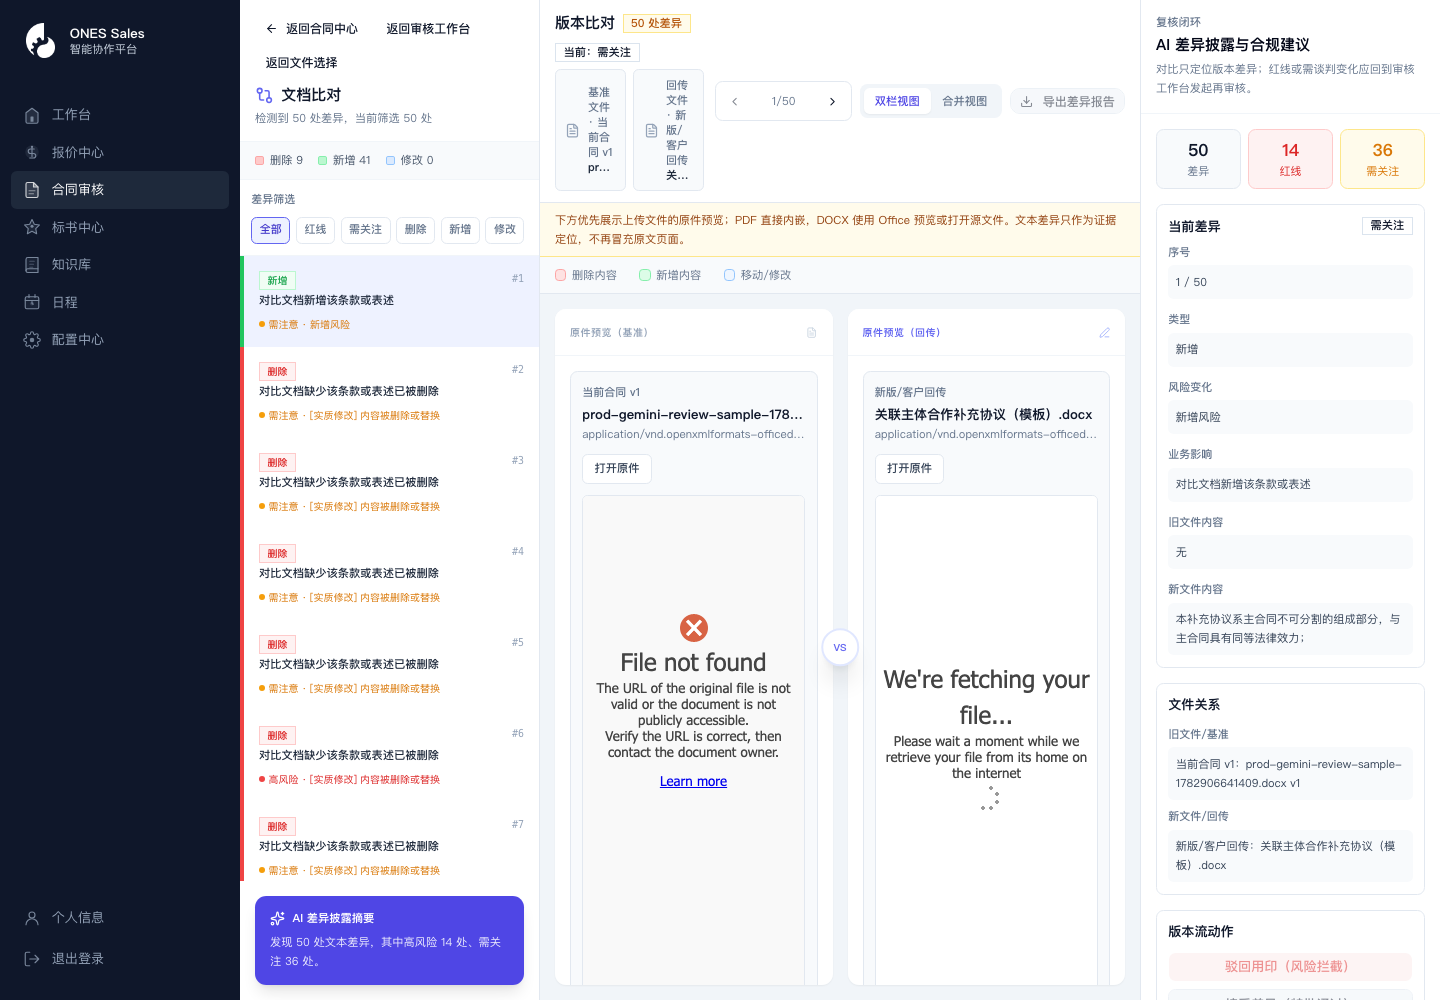 ONES Sales
智能协作平台
工作台
报价中心
合同审核
标书中心
知识库
日程
配置中心
个人信息
退出登录
返回合同中心
返回审核工作台
返回文件选择
文档比对
检测到 50 处差异，当前筛选 50 处
删除 9
新增 41
修改 0
差异筛选
全部
红线
需关注
删除
新增
修改
新增
#1
对比文档新增该条款或表述
需注意 · 新增风险
删除
#2
对比文档缺少该条款或表述已被删除
需注意 · [实质修改] 内容被删除或替换
删除
#3
对比文档缺少该条款或表述已被删除
需注意 · [实质修改] 内容被删除或替换
删除
#4
对比文档缺少该条款或表述已被删除
需注意 · [实质修改] 内容被删除或替换
删除
#5
对比文档缺少该条款或表述已被删除
需注意 · [实质修改] 内容被删除或替换
删除
#6
对比文档缺少该条款或表述已被删除
高风险 · [实质修改] 内容被删除或替换
删除
#7
对比文档缺少该条款或表述已被删除
需注意 · [实质修改] 内容被删除或替换
AI 差异披露摘要
发现 50 处文本差异，其中高风险 14 处、需关
注 36 处。
版本比对
50 处差异
当前：需关注
基准
文件
· 当
前合
同 v1
pr...
回传
文件
· 新
版/
客户
回传
关...
1/50
双栏视图
合并视图
导出差异报告
下方优先展示上传文件的原件预览；PDF 直接内嵌，DOCX 使用 Office 预览或打开源文件。文本差异只作为证据
定位，不再冒充原文页面。
删除内容
新增内容
移动/修改
原件预览（基准）
当前合同 v1
prod-gemini-review-sample-178...
application/vnd.openxmlformats-officed...
打开原件
File not found
The URL of the original file is not
valid or the document is not
publicly accessible.
Verify the URL is correct, then
contact the document owner.
Learn more
VS
原件预览（回传）
新版/客户回传
关联主体合作补充协议（模板）.docx
application/vnd.openxmlformats-officed...
打开原件
We're fetching your
file...
Please wait a moment while we
retrieve your file from its home on
the internet
复核闭环
AI 差异披露与合规建议
对比只定位版本差异；红线或需谈判变化应回到审核
工作台发起再审核。
50
差异
14
红线
36
需关注
当前差异
需关注
序号
1 / 50
类型
新增
风险变化
新增风险
业务影响
对比文档新增该条款或表述
旧文件内容
无
新文件内容
本补充协议系主合同不可分割的组成部分，与
主合同具有同等法律效力；
文件关系
旧文件/基准
当前合同 v1：prod-gemini-review-sample-
1782906641409.docx v1
新文件/回传
新版/客户回传：关联主体合作补充协议（模
板）.docx
版本流动作
驳回用印（风险拦截）